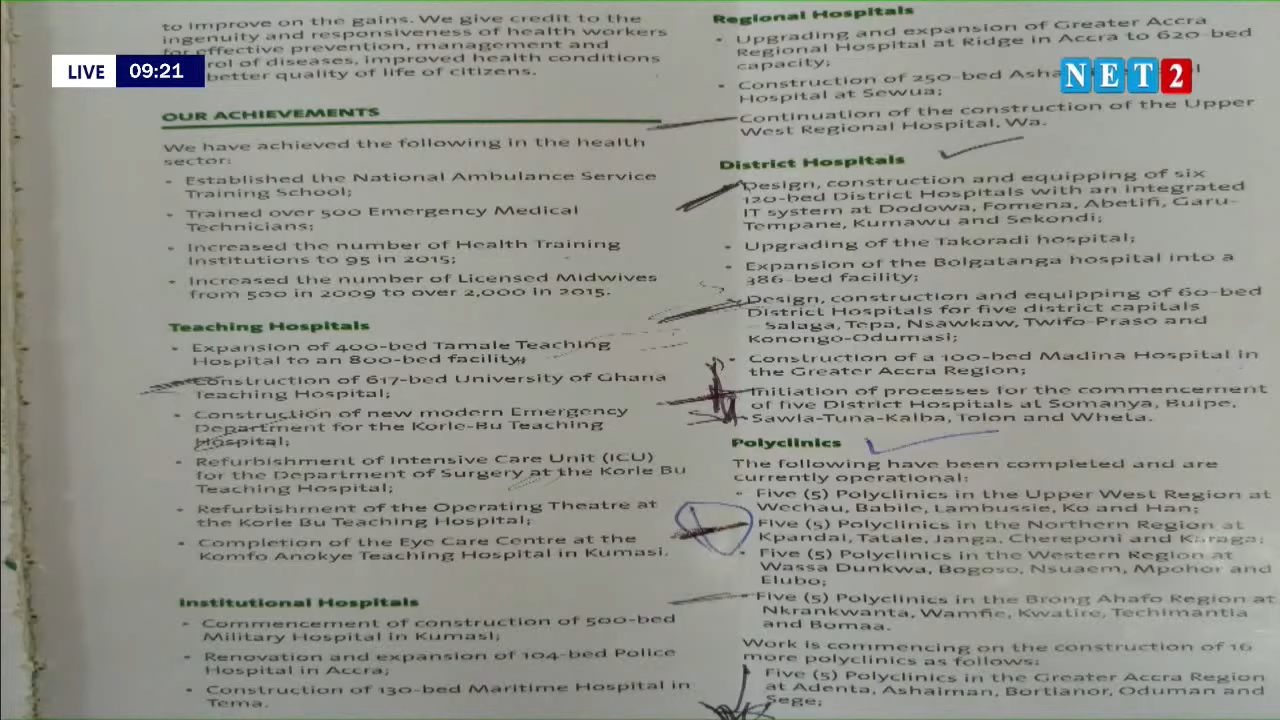 LIVE 09:21
NET2
to improve on the gains. We give credit to the
ingenuity and responsiveness of health workers
for effective prevention, management and
rol of diseases, improved health conditions
better quality of life of citizens.
OUR ACHIEVEMENTS
We have achieved the following in the health
sector:
• Established the National Ambulance Service
Training School;
• Trained over 500 Emergency Medical
Technicians;
• Increased the number of Health Training
Institutions to 95 in 2015;
• Increased the number of Licensed Midwives
from 500 in 2009 to over 2,000 in 2015.
Teaching Hospitals
• Expansion of 400-bed Tamale Teaching
Hospital to an 800-bed facility;
Construction of 617-bed University of Ghana
Teaching Hospital;
• Construction of new modern Emergency
Department for the Korle-Bu Teaching
Hospital;
• Refurbishment of Intensive Care Unit (ICU)
for the Department of Surgery at the Korle Bu
Teaching Hospital;
• Refurbishment of the Operating Theatre at
the Korle Bu Teaching Hospital;
• Completion of the Eye Care Centre at the
Komfo Anokye Teaching Hospital in Kumasi.
Institutional Hospitals
• Commencement of construction of 500-bed
Military Hospital in Kumasi;
• Renovation and expansion of 104-bed Police
Hospital in Accra;
• Construction of 130-bed Maritime Hospital in
Tema.
Regional Hospitals
• Upgrading and expansion of Greater Accra
Regional Hospital at Ridge in Accra to 620-bed
capacity;
• Construction of 250-bed
Hospital at Sewua;
Continuation of the construction of the Upper
West Regional Hospital, Wa.
District Hospitals
Design, construction and equipping of six
120-bed District Hospitals with an integrated
IT system at Dodowa, Fomena, Abetifi, Garu-
Tempane, Kumawu and Sekondi;
• Upgrading of the Takoradi hospital;
• Expansion of the Bolgatanga hospital into a
386-bed facility;
Design, construction and equipping of 60-bed
District Hospitals for five district capitals
– Salaga, Tepa, Nsawkaw, Twifo-Praso and
Konongo-Odumasi;
• Construction of a 100-bed Madina Hospital in
the Greater Accra Region;
Initiation of processes for the commencement
of five District Hospitals at Somanya, Buipe,
Sawla-Tuna-Kalba, Tolon and Wheta.
Polyclinics
The following have been completed and are
currently operational:
• Five (5) Polyclinics in the Upper West Region at
Wechau, Babile, Lambussie, Ko and Han;
Five (5) Polyclinics in the Northern Region at
Kpandai, Tatale, Janga, Chereponi and Karaga;
• Five (5) Polyclinics in the Western Region at
Wassa Dunkwa, Bogoso, Nsuaem, Mpohor and
Elubo;
• Five (5) Polyclinics in the Brong Ahafo Region at
Nkrankwanta, Wamfie, Kwatire, Techimantia
and Bomaa.
Work is commencing on the construction of 16
more polyclinics as follows:
Five (5) Polyclinics in the Greater Accra Region
at Adenta, Ashaiman, Bortianor, Oduman and
Sege;